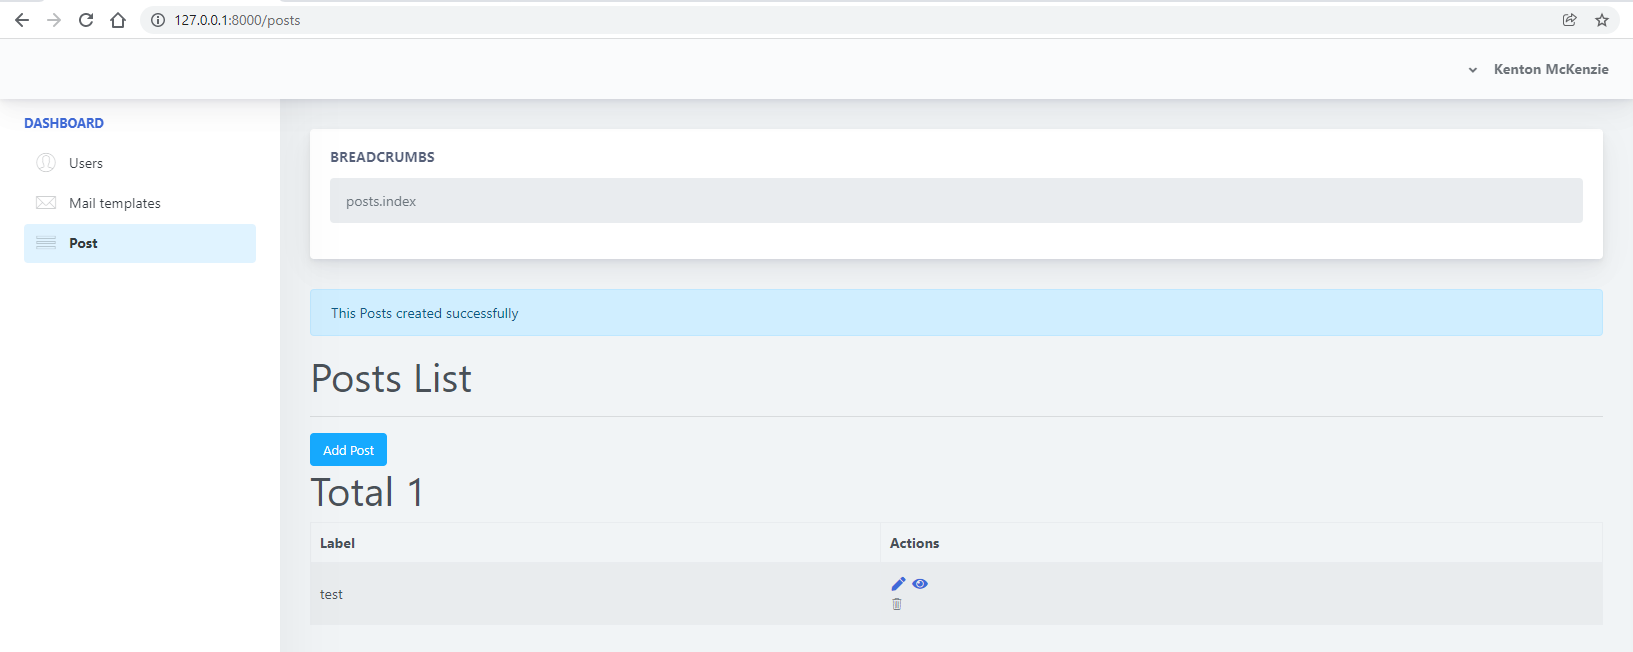 127.0.0.1:8000/posts
Kenton McKenzie
DASHBOARD
Users
Mail templates
Post
BREADCRUMBS
posts.index
This Posts created successfully
Posts List
Add Post
Total 1
Label Actions
test